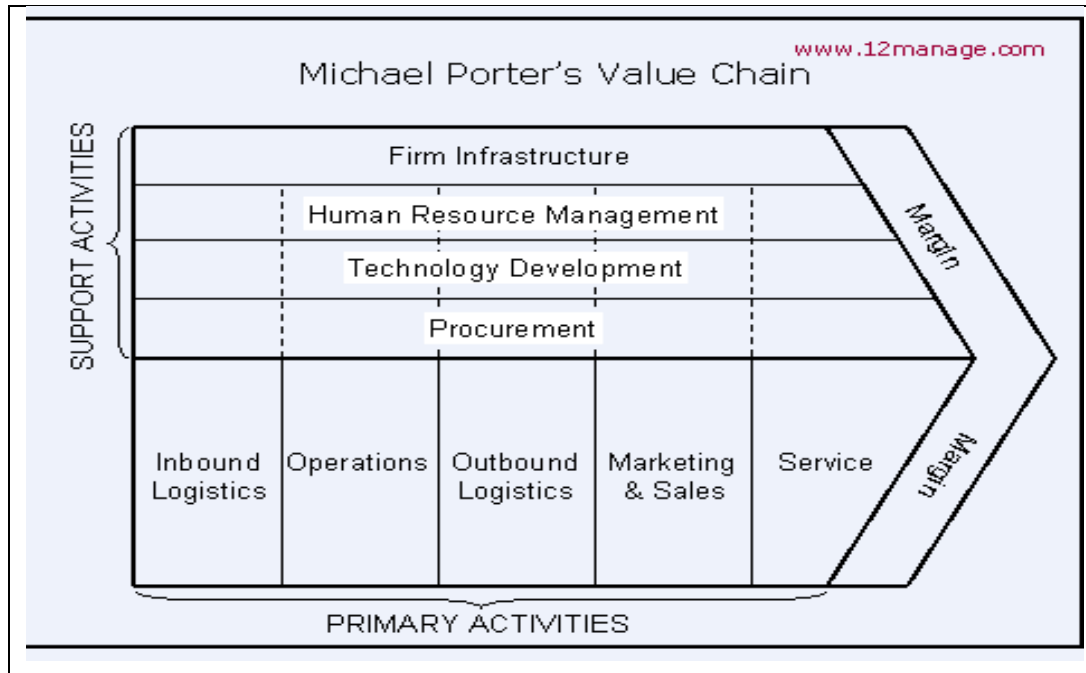 www.12manage.com
Michael Porter's Value Chain
SUPPORT ACTIVITIES
Firm Infrastructure
Human Resource Management
Technology Development
Procurement
Margin
Inbound
Logistics
Operations
Outbound
Logistics
Marketing
& Sales
Service
Margin
PRIMARY ACTIVITIES